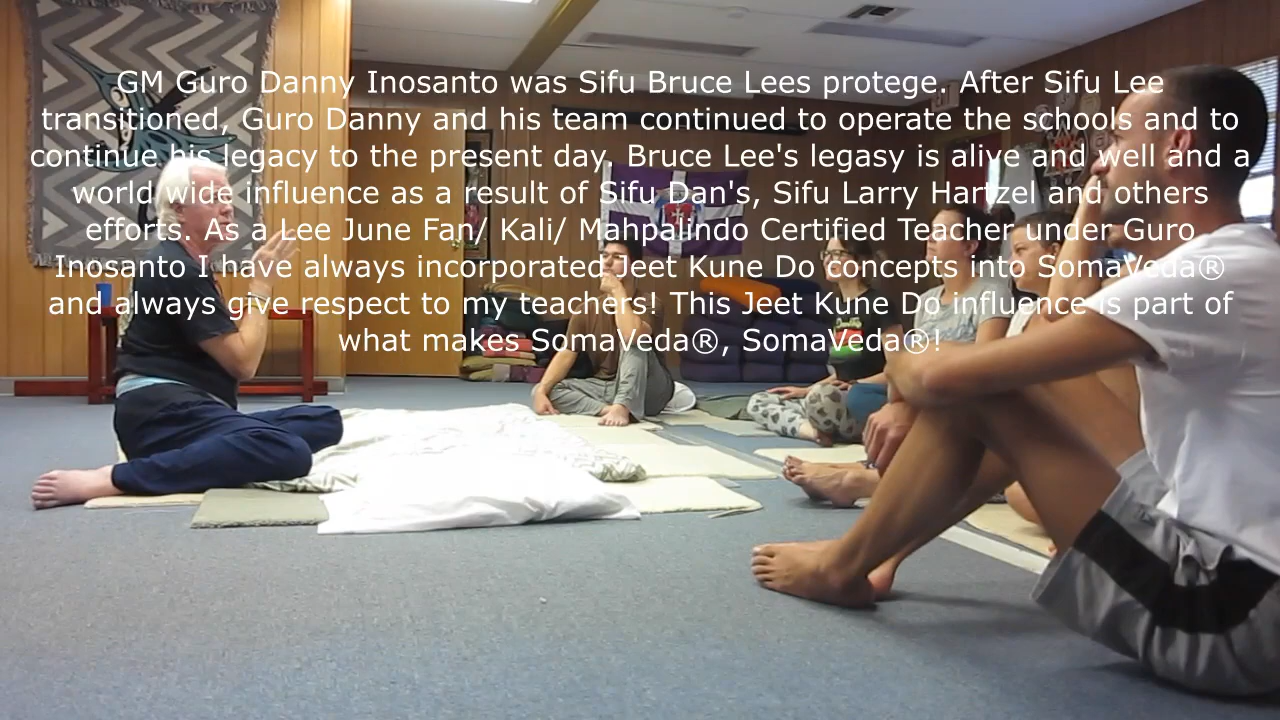 GM Guro Danny Inosanto was Sifu Bruce Lees protege. After Sifu Lee
transitioned, Guro Danny and his team continued to operate the schools and to
continue his legacy to the present day. Bruce Lee's legasy is alive and well and a
world wide influence as a result of Sifu Dan's, Sifu Larry Hartzel and others
efforts. As a Lee June Fan/ Kali/ Mahpalindo Certified Teacher under Guro
Inosanto I have always incorporated Jeet Kune Do concepts into SomaVeda®
and always give respect to my teachers! This Jeet Kune Do influence is part of
what makes SomaVeda®, SomaVeda®!